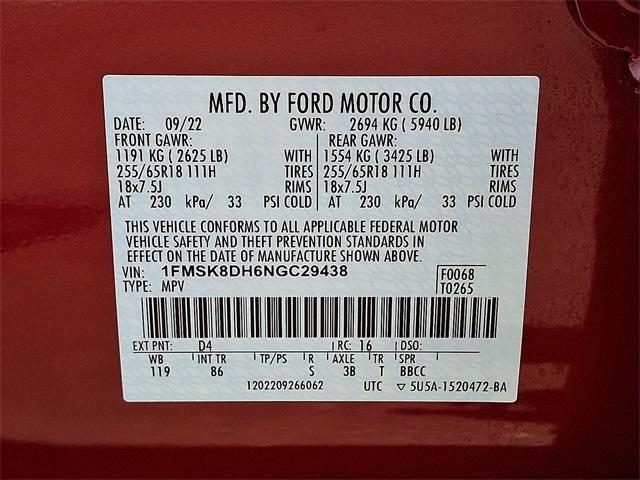 MFD. BY FORD MOTOR CO.
DATE: 09/22 GVWR: 2694 KG ( 5940 LB)
FRONT GAWR: REAR GAWR:
1191 KG ( 2625 LB) WITH 1554 KG ( 3425 LB) WITH
255/65R18 111H TIRES 255/65R18 111H TIRES
18x7.5J RIMS 18x7.5J RIMS
AT 230 kPa/ 33 PSI COLD AT 230 kPa/ 33 PSI COLD
THIS VEHICLE CONFORMS TO ALL APPLICABLE FEDERAL MOTOR
VEHICLE SAFETY AND THEFT PREVENTION STANDARDS IN
EFFECT ON THE DATE OF MANUFACTURE SHOWN ABOVE.
VIN: 1FMSK8DH6NGC29438 F0068
TYPE: MPV T0265
EXT PNT: D4 RC: 16 DSO:
WB INT TR TP/PS R AXLE TR SPR
119 86 S 3B T BBCC
1202209266062 UTC ▽ 5U5A-1520472-BA